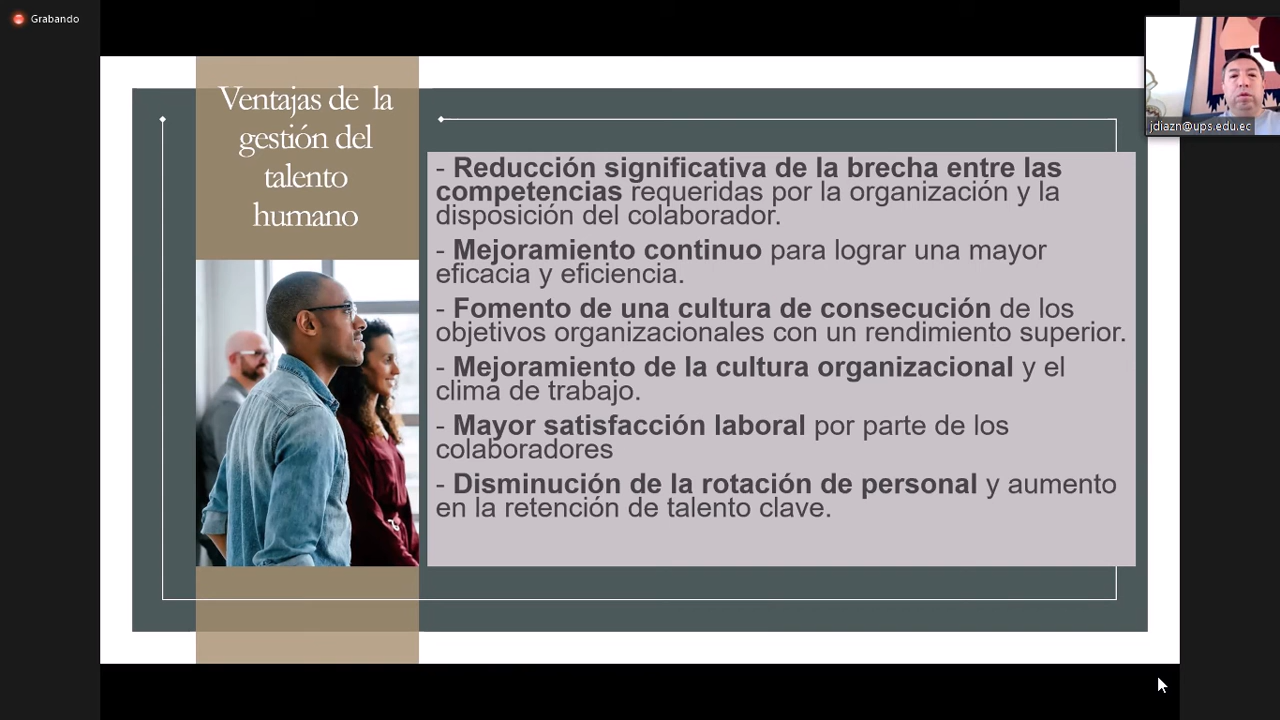 Grabando
jdiazn@ups.edu.ec
Ventajas de la
gestión del
talento
humano
- Reducción significativa de la brecha entre las
competencias requeridas por la organización y la
disposición del colaborador.
- Mejoramiento continuo para lograr una mayor
eficacia y eficiencia.
- Fomento de una cultura de consecución de los
objetivos organizacionales con un rendimiento superior.
- Mejoramiento de la cultura organizacional y el
clima de trabajo.
- Mayor satisfacción laboral por parte de los
colaboradores
- Disminución de la rotación de personal y aumento
en la retención de talento clave.